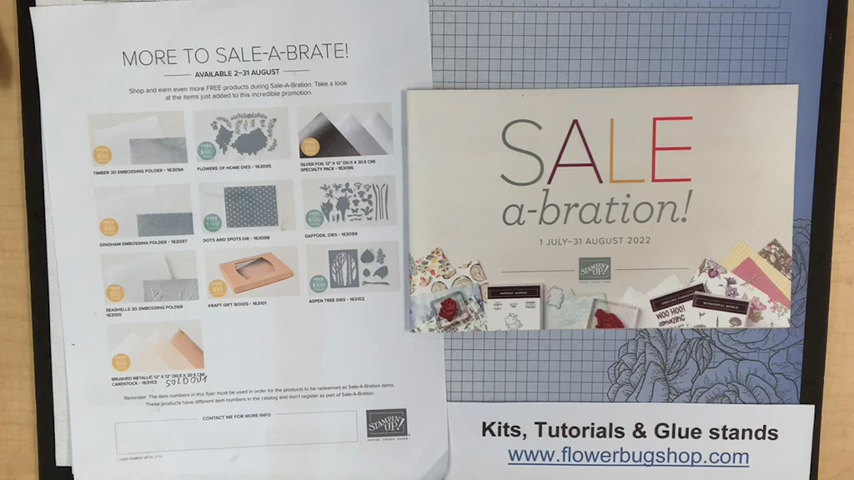 MORE TO SALE-A-BRATE!
AVAILABLE 2–31 AUGUST
Shop and earn even more FREE products during Sale-A-Bration. Take a look
at the items just added to this incredible promotion.
TIMBER 3D EMBOSSING FOLDER - 163094
FLOWERS OF HOME DIES - 163095
SILVER FOIL 12" X 12" (30.5 X 30.5 CM)
SPECIALTY PACK - 163096
GINGHAM EMBOSSING FOLDER - 163097
DOTS AND SPOTS DIE - 163098
DAFFODIL DIES - 163099
SEASHELLS 3D EMBOSSING FOLDER
163100
KRAFT GIFT BOXES - 163101
ASPEN TREE DIES - 163102
BRUSHED METALLIC 12" X 12" (30.5 X 30.5 CM)
CARDSTOCK - 163103 SOLD OUT
Reminder: The item numbers in this flyer must be used in order for the products to be redeemed as Sale-A-Bration items.
These products have different item numbers in the catalog and don't register as part of Sale-A-Bration.
CONTACT ME FOR MORE INFO
STAMPIN' UP!
SALE
a-bration!
1 JULY–31 AUGUST 2022
STAMPIN' UP!
Kits, Tutorials & Glue stands
www.flowerbugshop.com